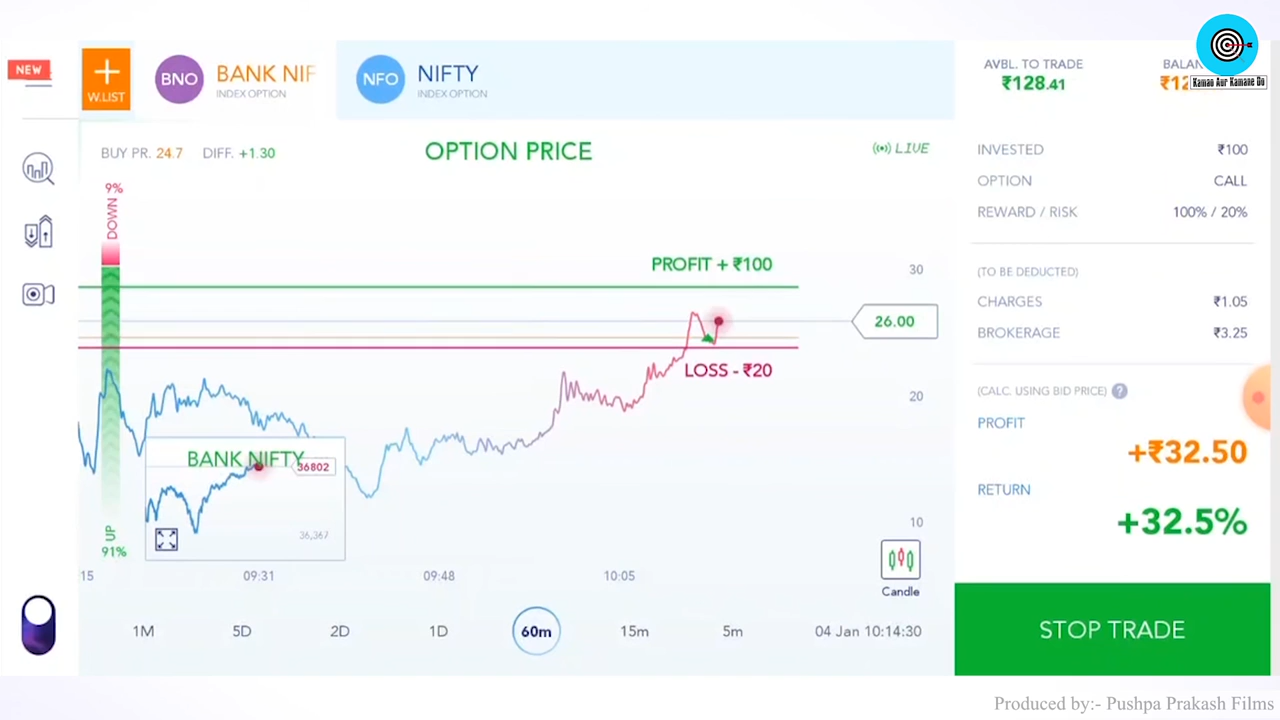 NEW
+
W.LIST
BNO
BANK NIF
INDEX OPTION
NFO
NIFTY
INDEX OPTION
AVBL. TO TRADE
₹128.41
BALAN
₹12
Kamao Aur Kamane Do
BUY PR. 24.7 DIFF. +1.30
OPTION PRICE
LIVE
9%
DOWN
PROFIT + ₹100
30
26.00
LOSS - ₹20
20
BANK NIFTY
36802
36,367
10
UP
91%
Candle
15
09:31
09:48
10:05
1M
5D
2D
1D
60m
15m
5m
04 Jan 10:14:30
INVESTED ₹100
OPTION CALL
REWARD / RISK 100% / 20%
(TO BE DEDUCTED)
CHARGES ₹1.05
BROKERAGE ₹3.25
(CALC. USING BID PRICE) ?
PROFIT
+₹32.50
RETURN
+32.5%
STOP TRADE
Produced by:- Pushpa Prakash Films